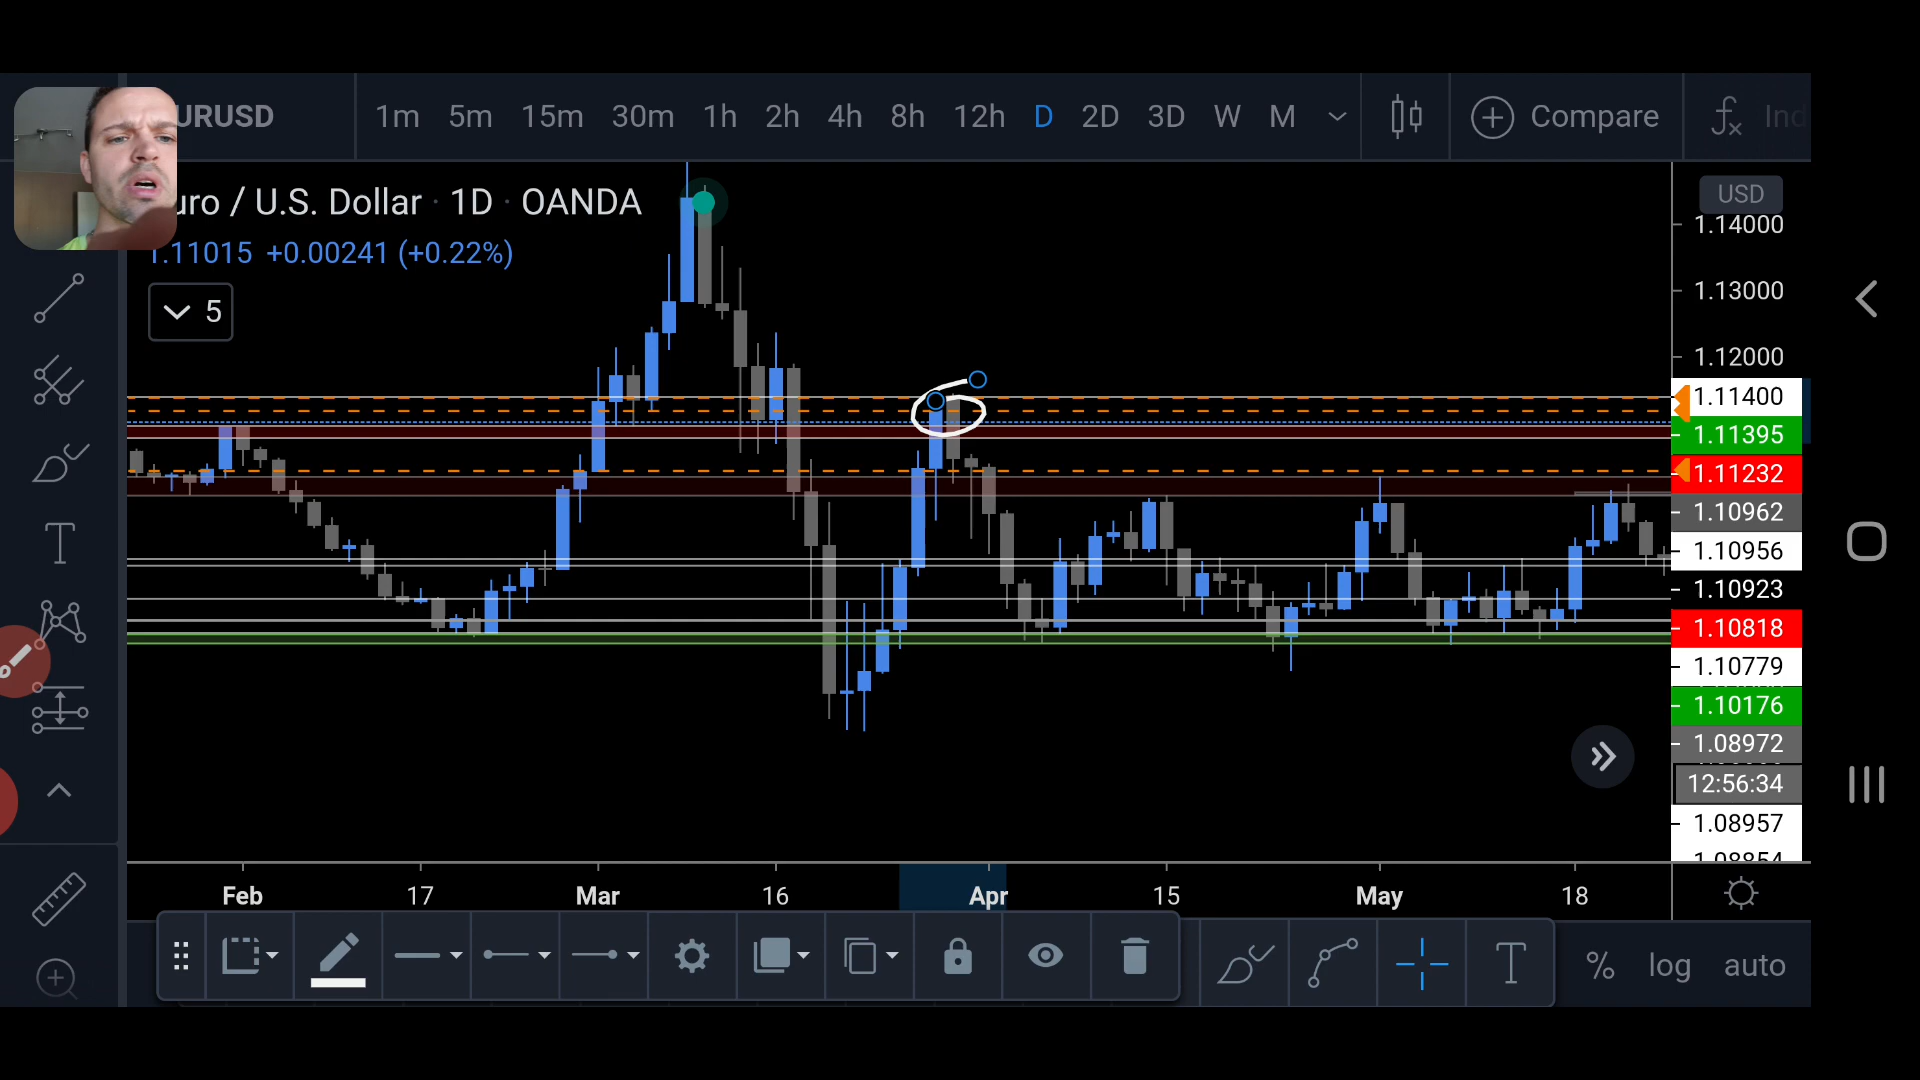 URUSD 1m 5m 15m 30m 1h 2h 4h 8h 12h D 2D 3D W M Compare Ind
uro / U.S. Dollar · 1D · OANDA
1.11015 +0.00241 (+0.22%)
5
USD
1.14000
1.13000
1.12000
1.11400
1.11395
1.11232
1.10962
1.10956
1.10923
1.10818
1.10779
1.10176
1.08972
12:56:34
1.08957
1.08854
Feb 17 Mar 16 Apr 15 May 18
% log auto